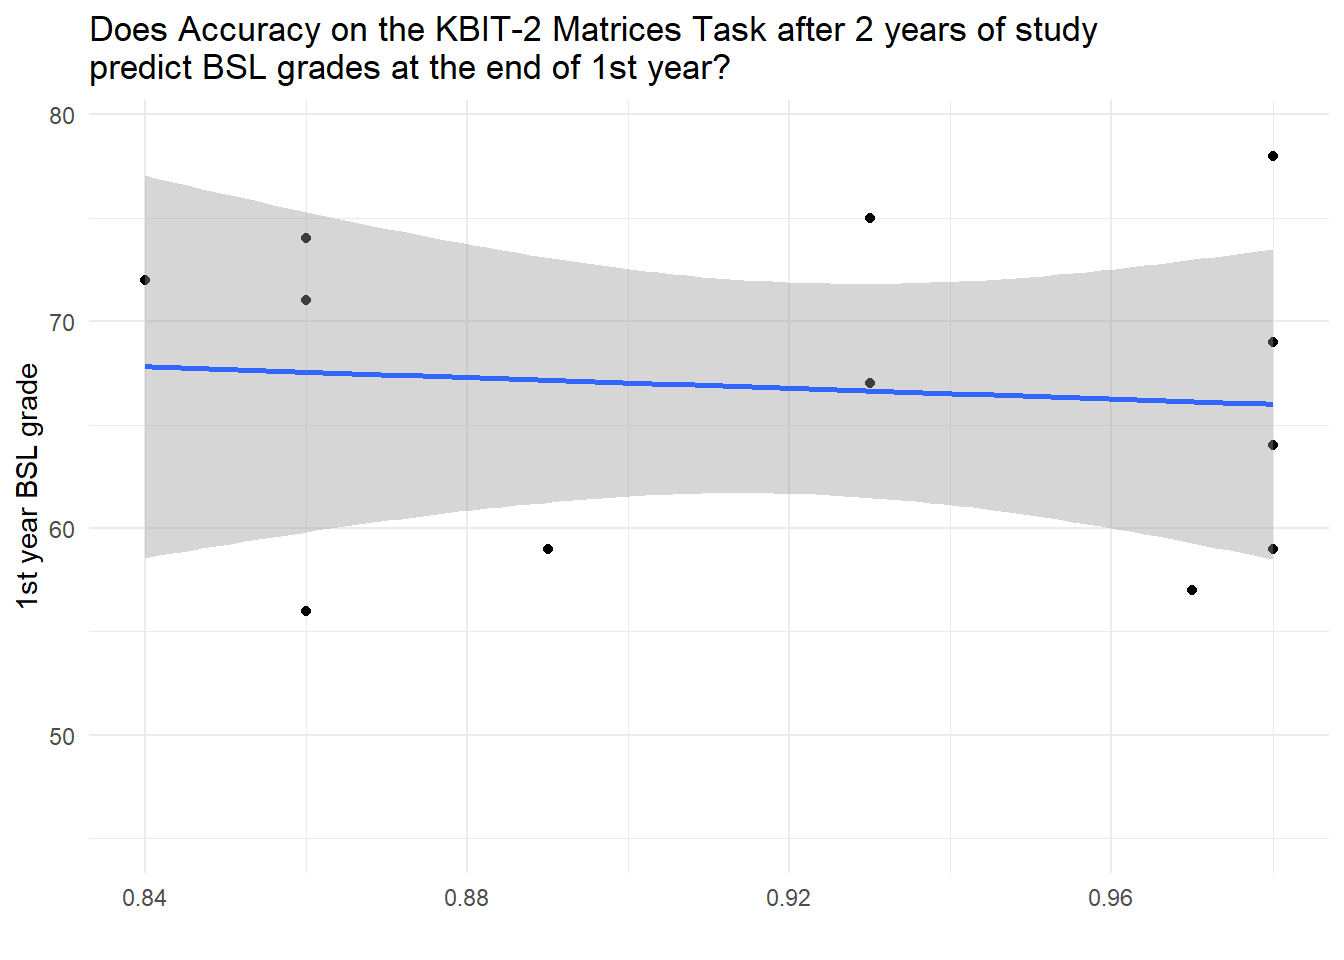 Does Accuracy on the KBIT-2 Matrices Task after 2 years of study
predict BSL grades at the end of 1st year?
80
70
60
50
1st year BSL grade
0.84
0.88
0.92
0.96